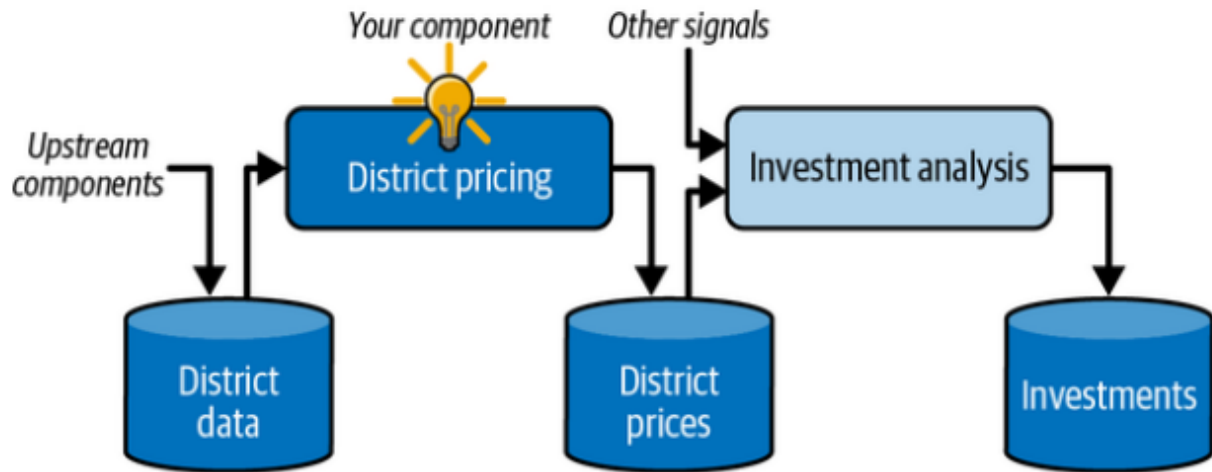 Your component
Other signals
Upstream
components
District pricing
Investment analysis
District
data
District
prices
Investments